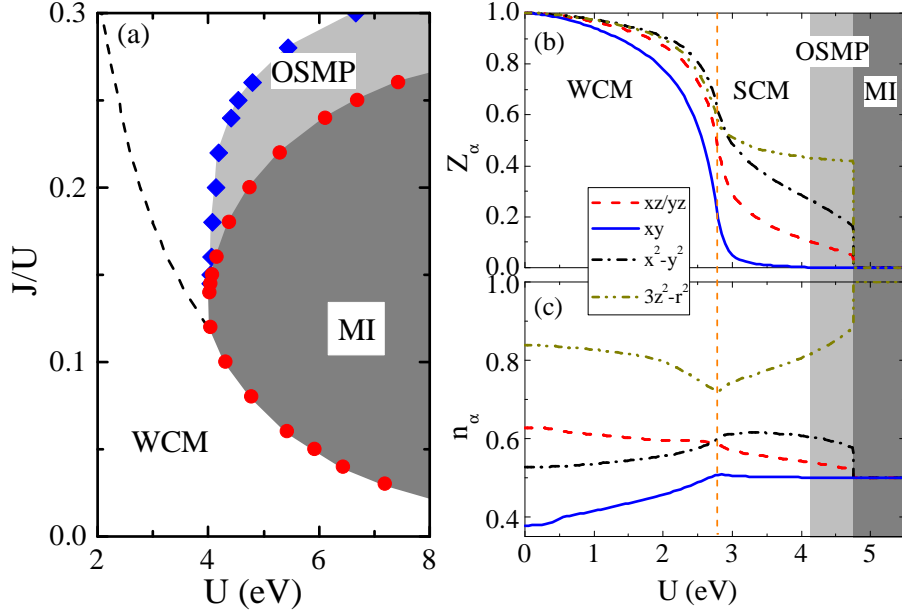 (a)
OSMP
MI
WCM
0.3
0.2
0.1
0.0
J/U
2
4
6
8
U (eV)
(b)
WCM
SCM
OSMP
MI
1.0
0.8
0.6
0.4
0.2
0.0
Zα
xz/yz
xy
x²-y²
3z²-r²
(c)
1.0
0.8
0.6
0.4
nα
0
1
2
3
4
5
U (eV)